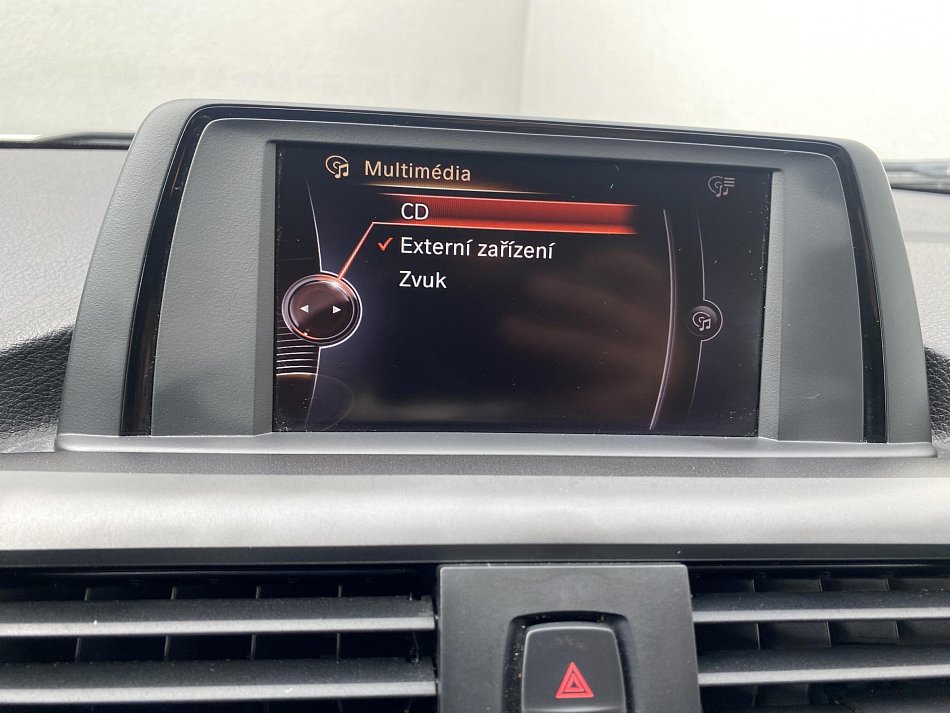 Multimédia
CD
Externí zařízení
Zvuk